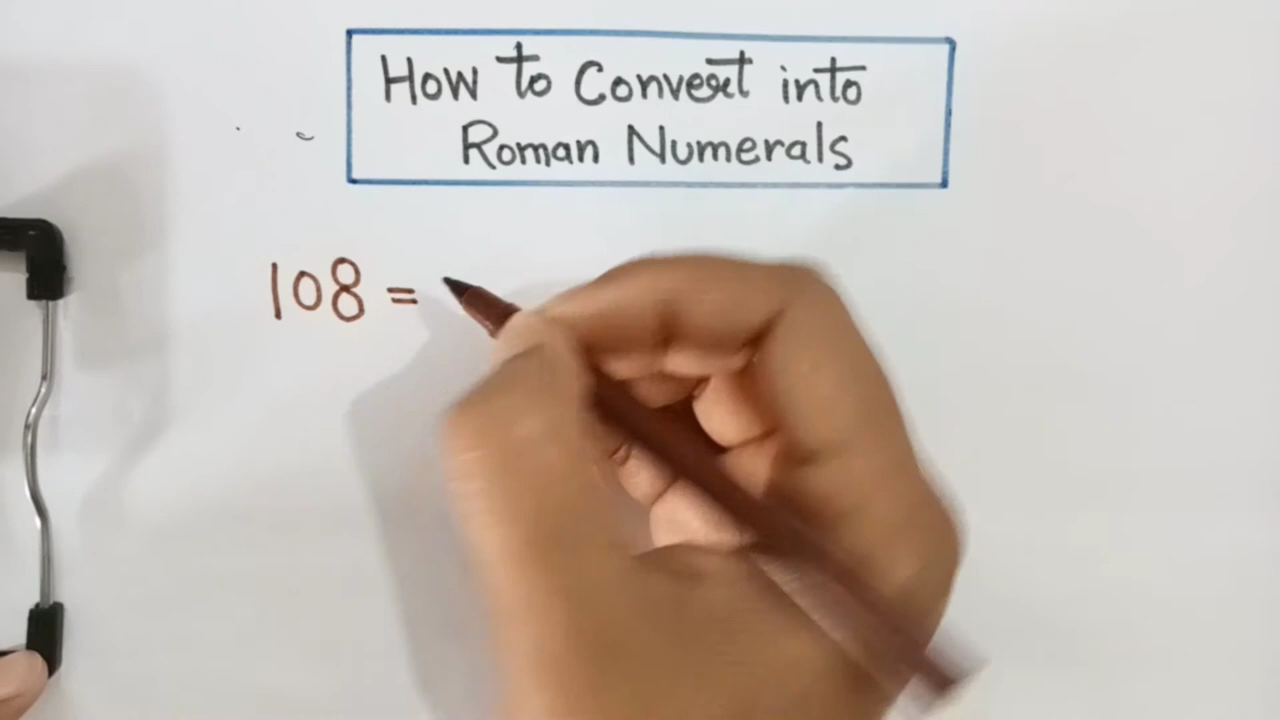 How to Convert into
Roman Numerals
108 =